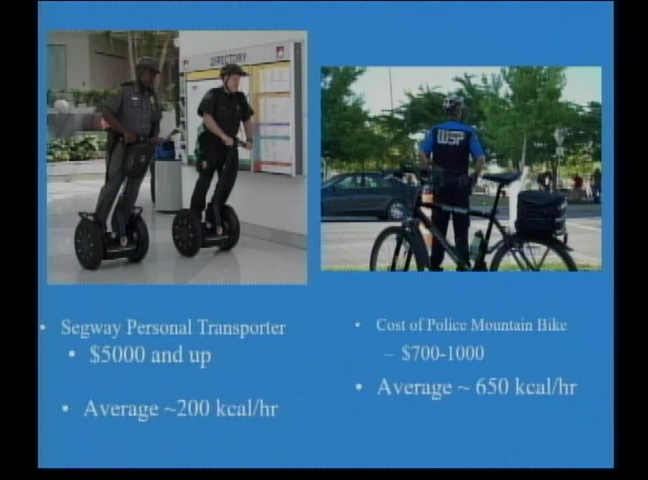 DIRECTORY
WSP
• Segway Personal Transporter
• $5000 and up
• Average ~200 kcal/hr
• Cost of Police Mountain Bike
– $700-1000
• Average ~ 650 kcal/hr